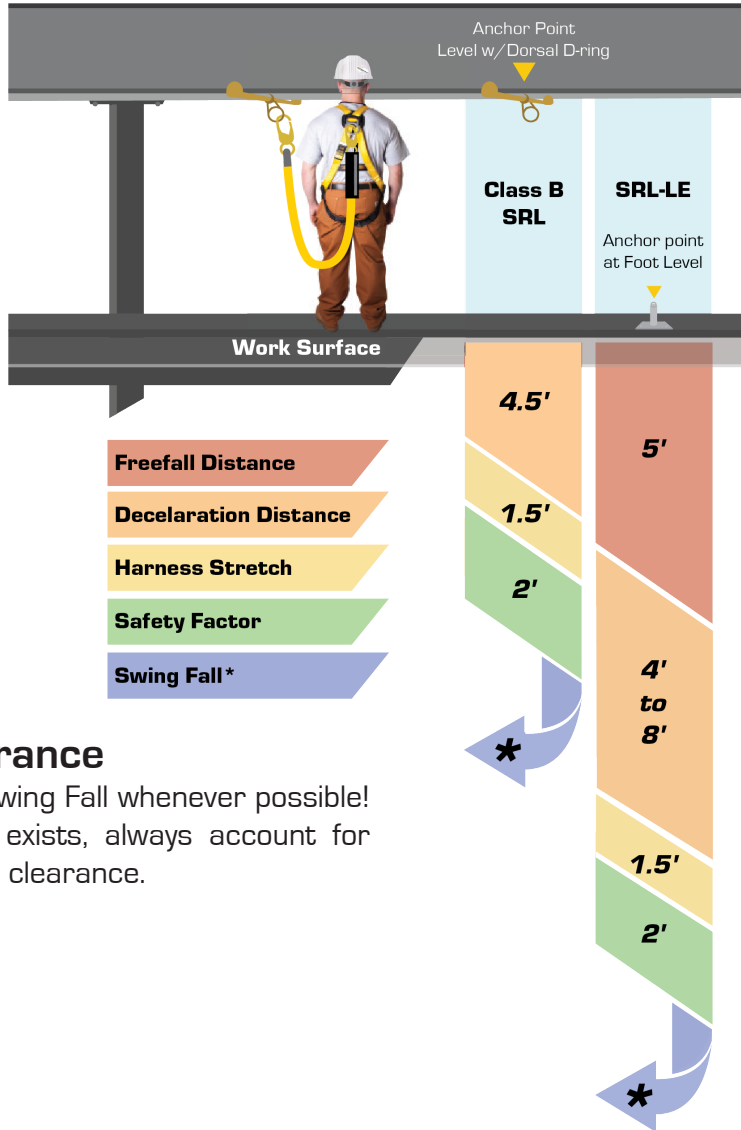 Anchor Point
Level w/Dorsal D-ring
Class B
SRL
SRL-LE
Anchor point
at Foot Level
Work Surface
4.5'
5'
Freefall Distance
Decelaration Distance
1.5'
Harness Stretch
2'
Safety Factor
Swing Fall*
4'
to
8'
*
wing Fall whenever possible!
exists, always account for
clearance.
1.5'
2'
*